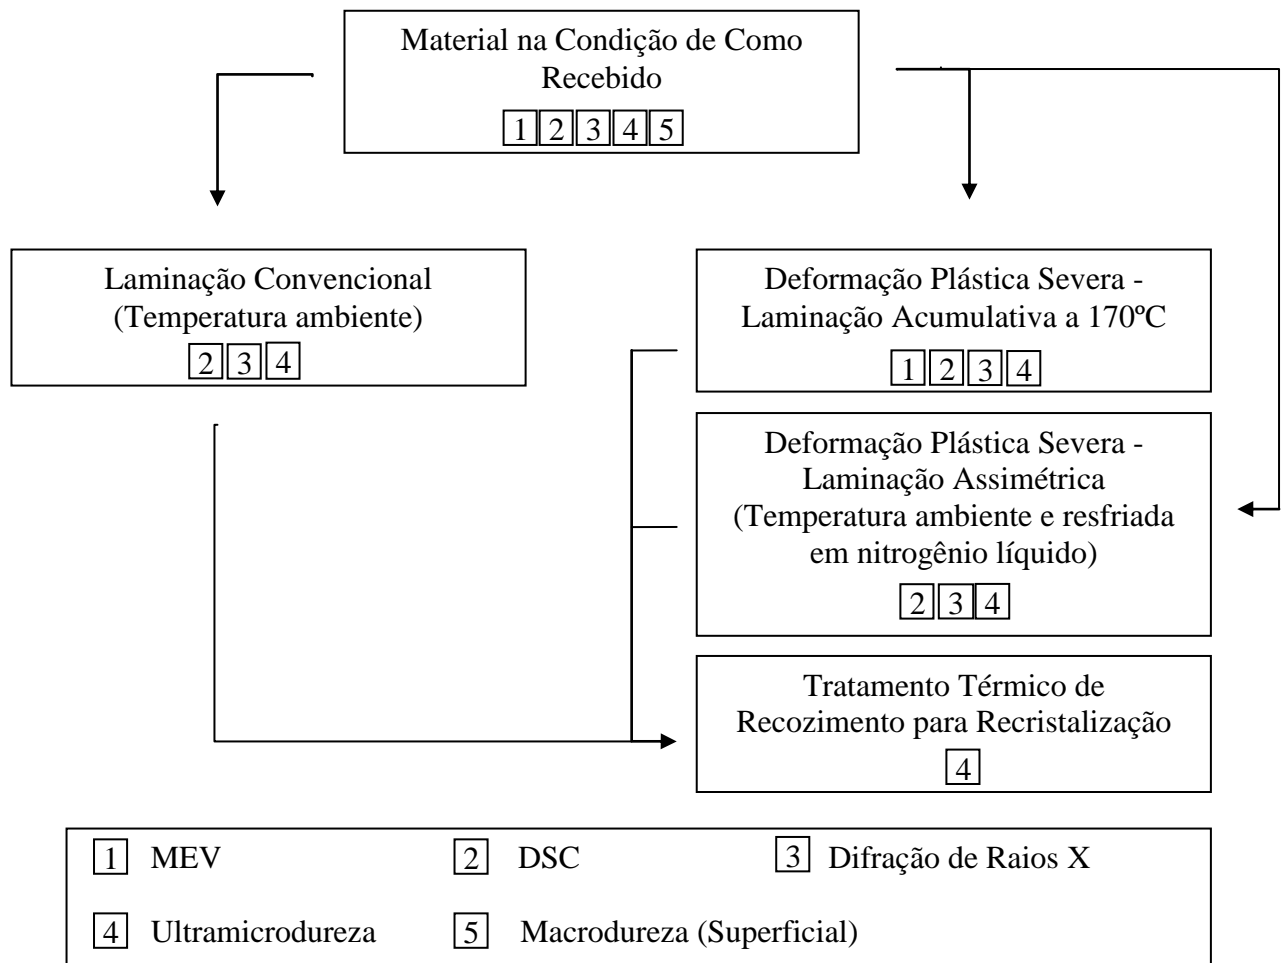 Material na Condição de Como
Recebido
1 2 3 4 5
Laminação Convencional
(Temperatura ambiente)
2 3 4
Deformação Plástica Severa -
Laminação Acumulativa a 170ºC
1 2 3 4
Deformação Plástica Severa -
Laminação Assimétrica
(Temperatura ambiente e resfriada
em nitrogênio líquido)
2 3 4
Tratamento Térmico de
Recozimento para Recristalização
4
1 MEV 2 DSC 3 Difração de Raios X
4 Ultramicrodureza 5 Macrodureza (Superficial)